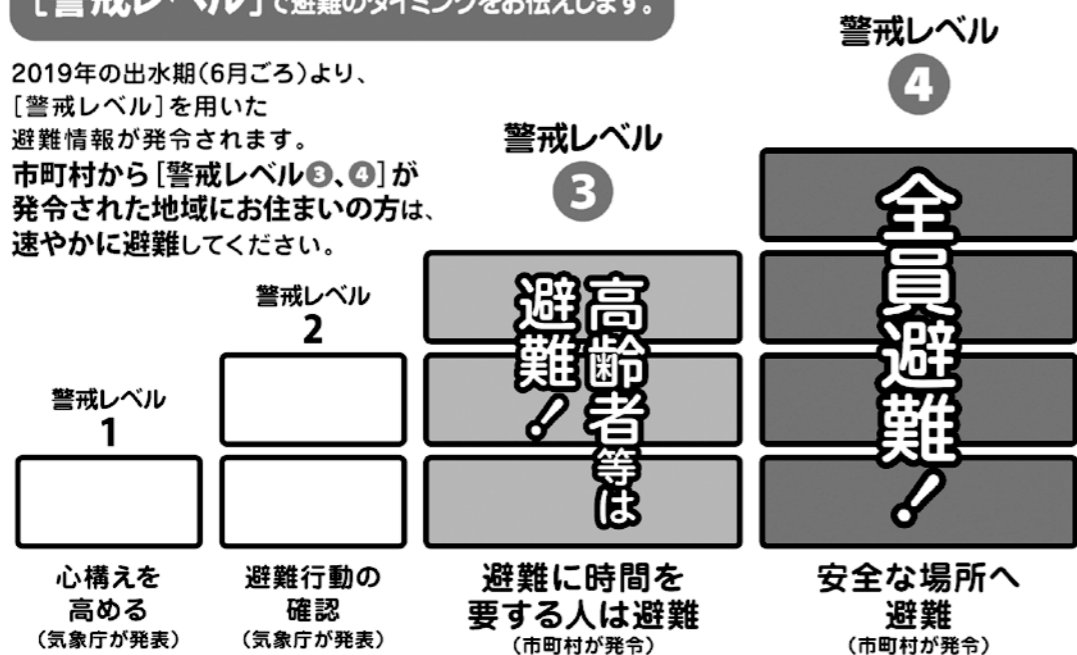 [警戒レベル]で避難のタイミングをお伝えします。
2019年の出水期(6月ごろ)より、
[警戒レベル]を用いた
避難情報が発令されます。
市町村から[警戒レベル❸、❹]が
発令された地域にお住まいの方は、
速やかに避難してください。
警戒レベル
1
心構えを
高める
(気象庁が発表)
警戒レベル
2
避難行動の
確認
(気象庁が発表)
警戒レベル
❸
高齢者等は
避難!
避難に時間を
要する人は避難
(市町村が発令)
警戒レベル
❹
全員避難!
安全な場所へ
避難
(市町村が発令)